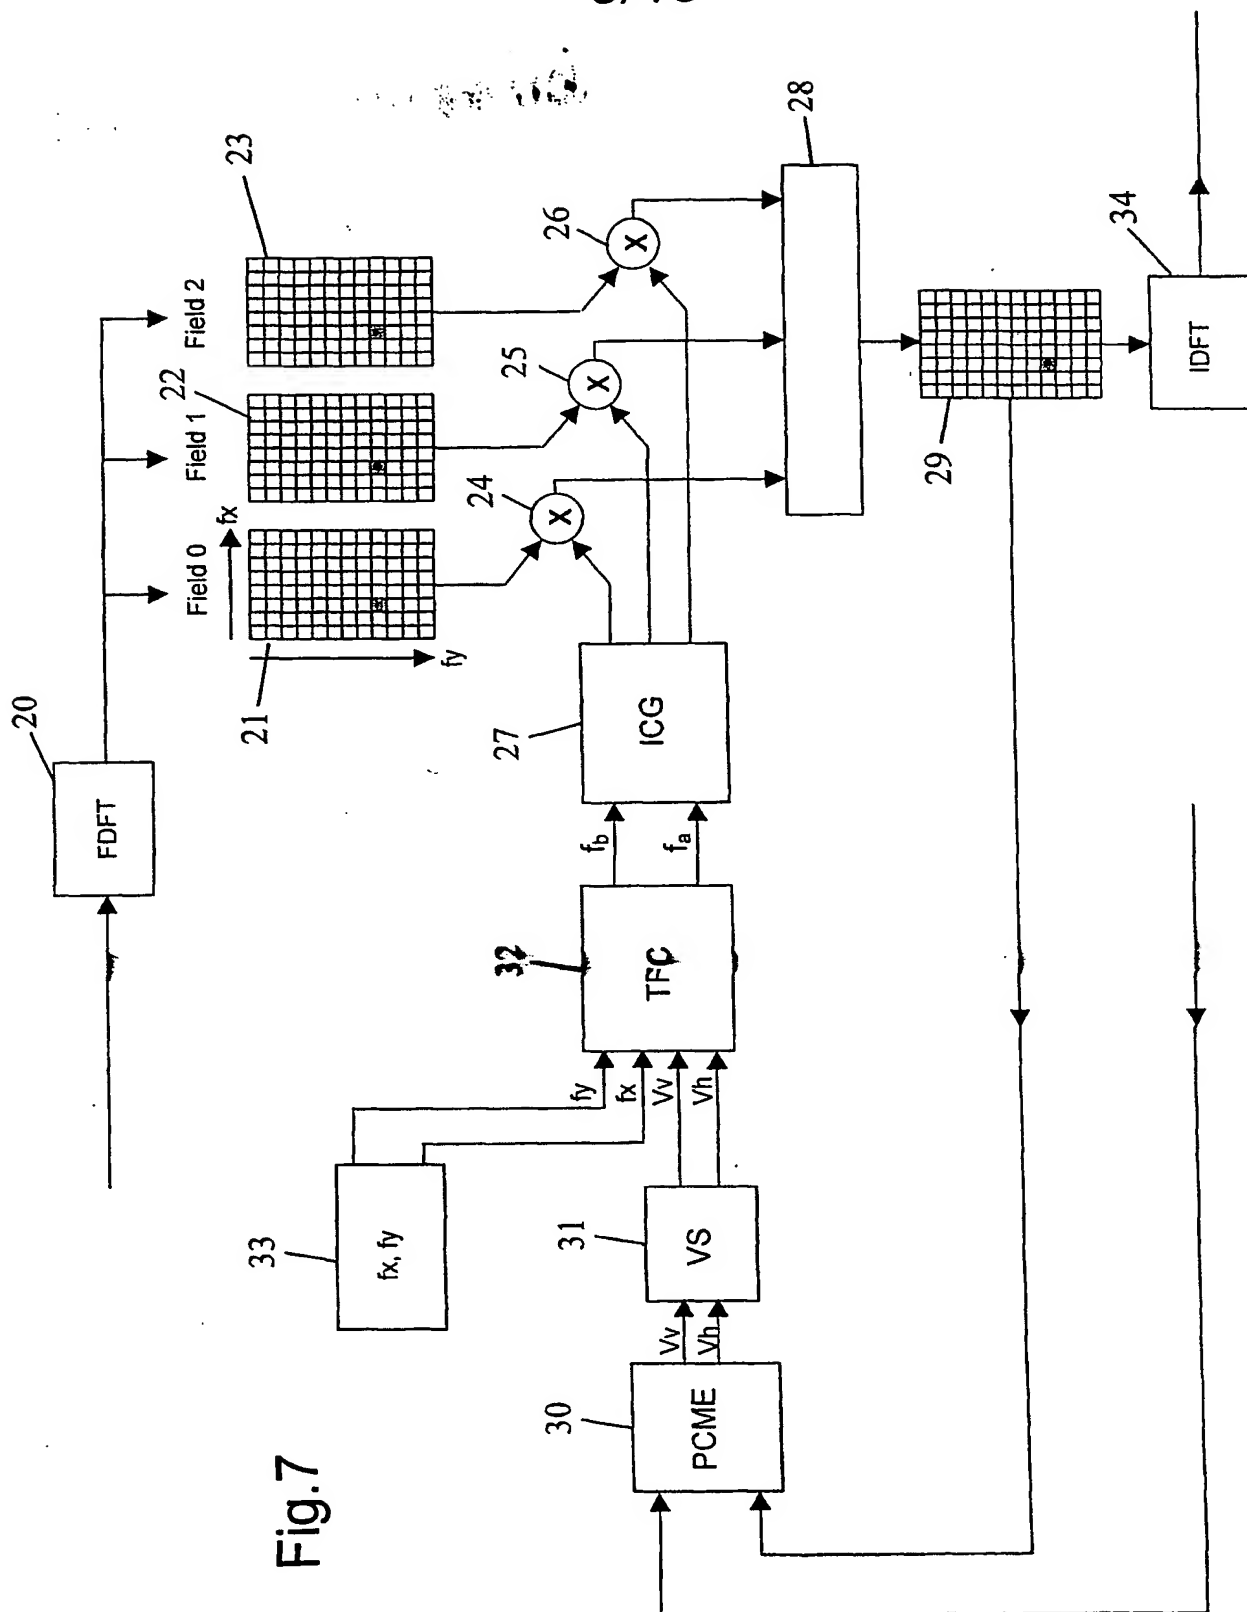 Fig.7
20
FDFT
Field 0
Field 1
Field 2
fx
fy
21
22
23
24
X
25
X
26
X
27
ICG
28
29
30
PCME
Vv
Vh
31
VS
Vv
Vh
fx
fy
32
TFC
fb
fa
33
fx, fy
34
IDFT